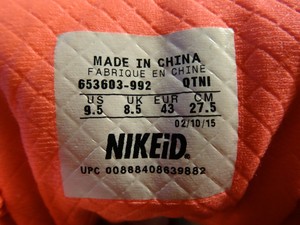 MADE IN CHINA
FABRIQUE EN CHINE
653603-992 QTNI
US UK EUR CM
9.5 8.5 43 27.5
02/10/15
NIKEiD.
UPC 00888408639882